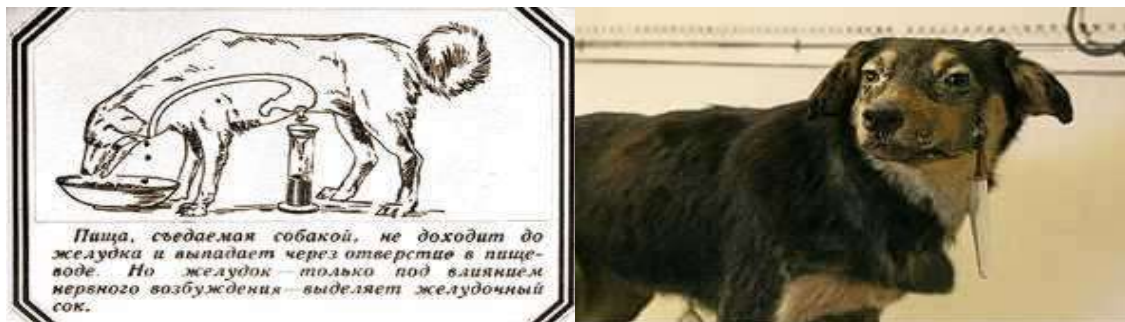 Пища, съедаемая собакой, не доходит до
желудка и выпадает через отверстие в пище-
воде. Но желудок—только под влиянием
нервного возбуждения—выделяет желудочный
сок.